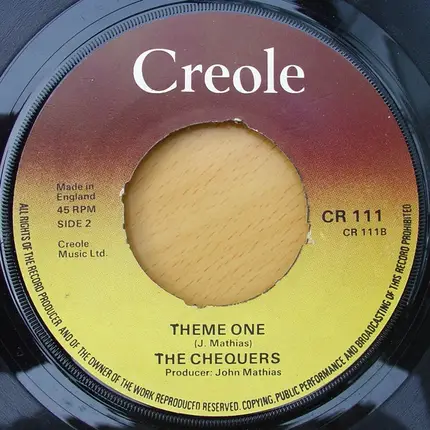 Creole
Made in
England
45 RPM
SIDE 2
Creole
Music Ltd.
CR 111
CR 111B
THEME ONE
(J. Mathias)
THE CHEQUERS
Producer: John Mathias
ALL RIGHTS OF THE RECORD PRODUCER AND OF THE OWNER OF THE WORK REPRODUCED RESERVED. COPYING, PUBLIC PERFORMANCE AND BROADCASTING OF THIS RECORD PROHIBITED